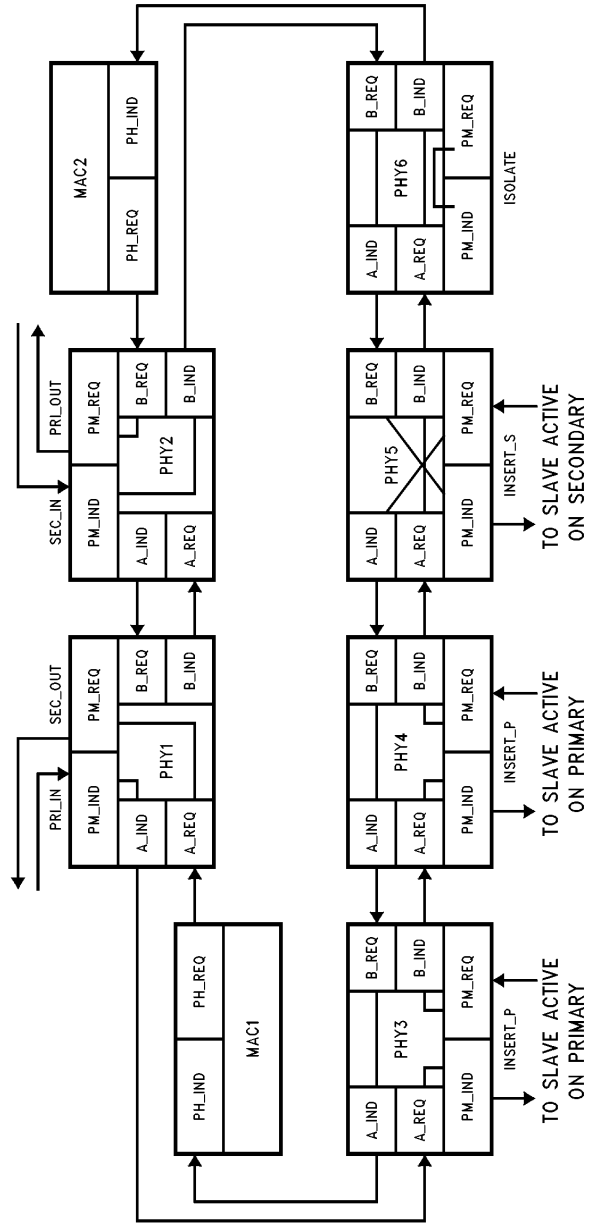 PRI_IN
SEC_OUT
SEC_IN
PRI_OUT
PM_IND
PM_REQ
A_IND
B_REQ
PHY1
A_REQ
B_IND
PM_IND
PM_REQ
A_IND
B_REQ
PHY2
A_REQ
B_IND
MAC2
PH_REQ
PH_IND
PH_IND
PH_REQ
MAC1
A_IND
B_REQ
PHY3
A_REQ
B_IND
PM_IND
PM_REQ
INSERT_P
TO SLAVE ACTIVE
ON PRIMARY
A_IND
B_REQ
PHY4
A_REQ
B_IND
PM_IND
PM_REQ
INSERT_P
TO SLAVE ACTIVE
ON PRIMARY
A_IND
B_REQ
PHY5
A_REQ
B_IND
PM_IND
PM_REQ
INSERT_S
TO SLAVE ACTIVE
ON SECONDARY
A_IND
B_REQ
PHY6
A_REQ
B_IND
PM_IND
PM_REQ
ISOLATE